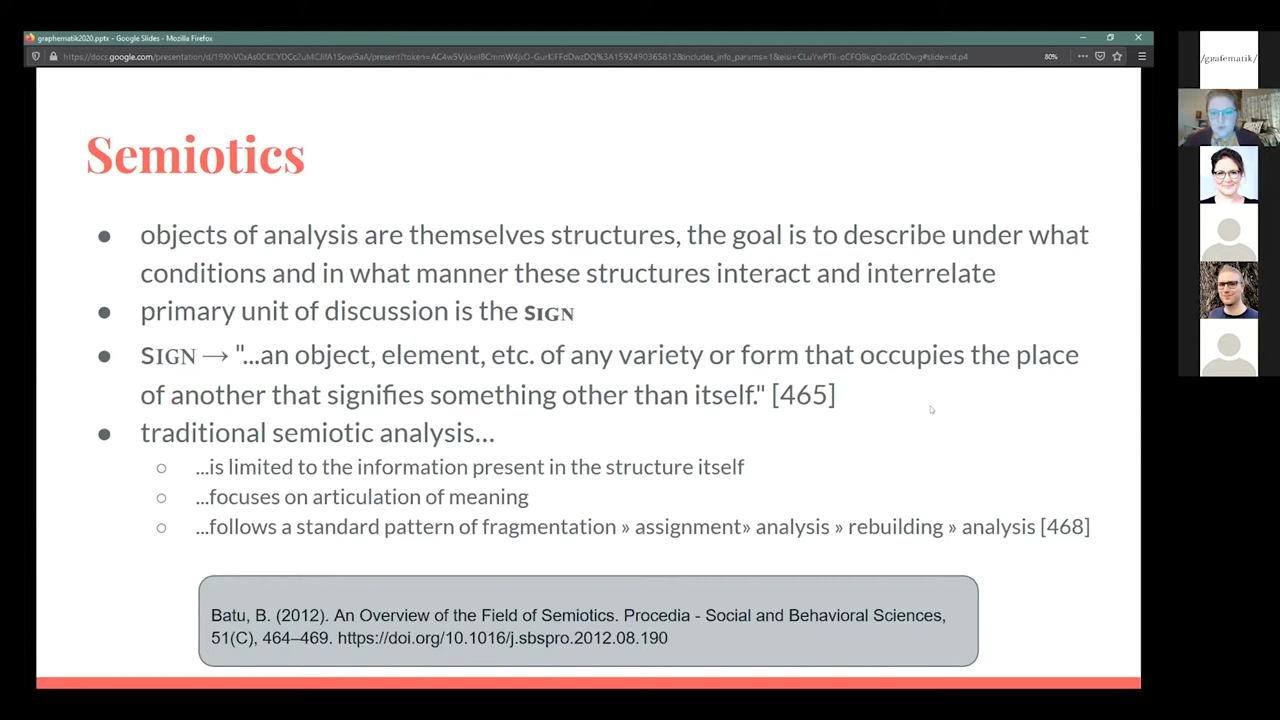 graphematik2020.pptx - Google Slides - Mozilla Firefox
80%
/grafematik/
Semiotics
● objects of analysis are themselves structures, the goal is to describe under what
conditions and in what manner these structures interact and interrelate
● primary unit of discussion is the SIGN
● SIGN → "...an object, element, etc. of any variety or form that occupies the place
of another that signifies something other than itself." [465]
● traditional semiotic analysis...
○ ...is limited to the information present in the structure itself
○ ...focuses on articulation of meaning
○ ...follows a standard pattern of fragmentation » assignment» analysis » rebuilding » analysis [468]
Batu, B. (2012). An Overview of the Field of Semiotics. Procedia - Social and Behavioral Sciences,
51(C), 464–469. https://doi.org/10.1016/j.sbspro.2012.08.190